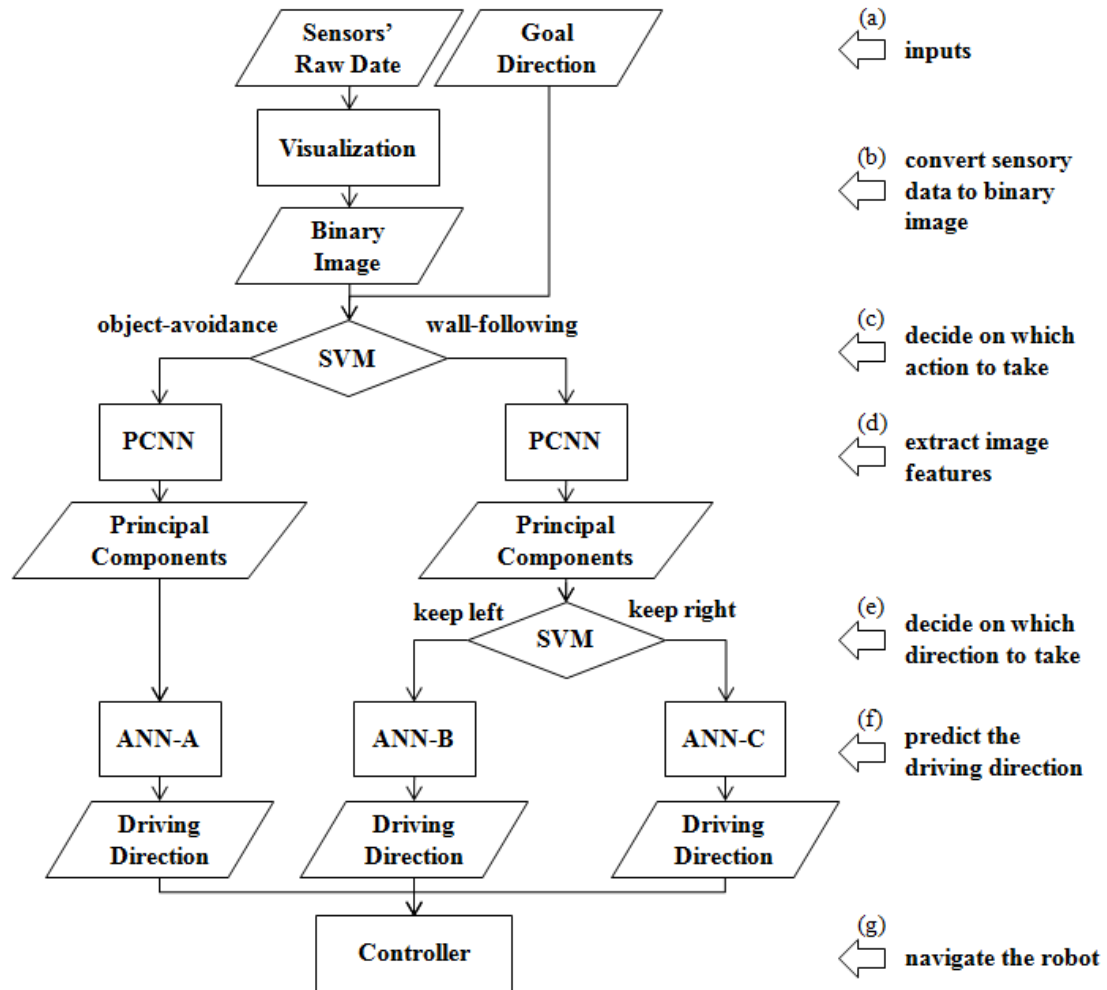 Sensors'
Raw Date
Goal
Direction
(a)
inputs
Visualization
(b)
convert sensory
data to binary
image
Binary
Image
object-avoidance
wall-following
SVM
(c)
decide on which
action to take
PCNN
PCNN
(d)
extract image
features
Principal
Components
Principal
Components
keep left
keep right
SVM
(e)
decide on which
direction to take
ANN-A
ANN-B
ANN-C
(f)
predict the
driving direction
Driving
Direction
Driving
Direction
Driving
Direction
Controller
(g)
navigate the robot